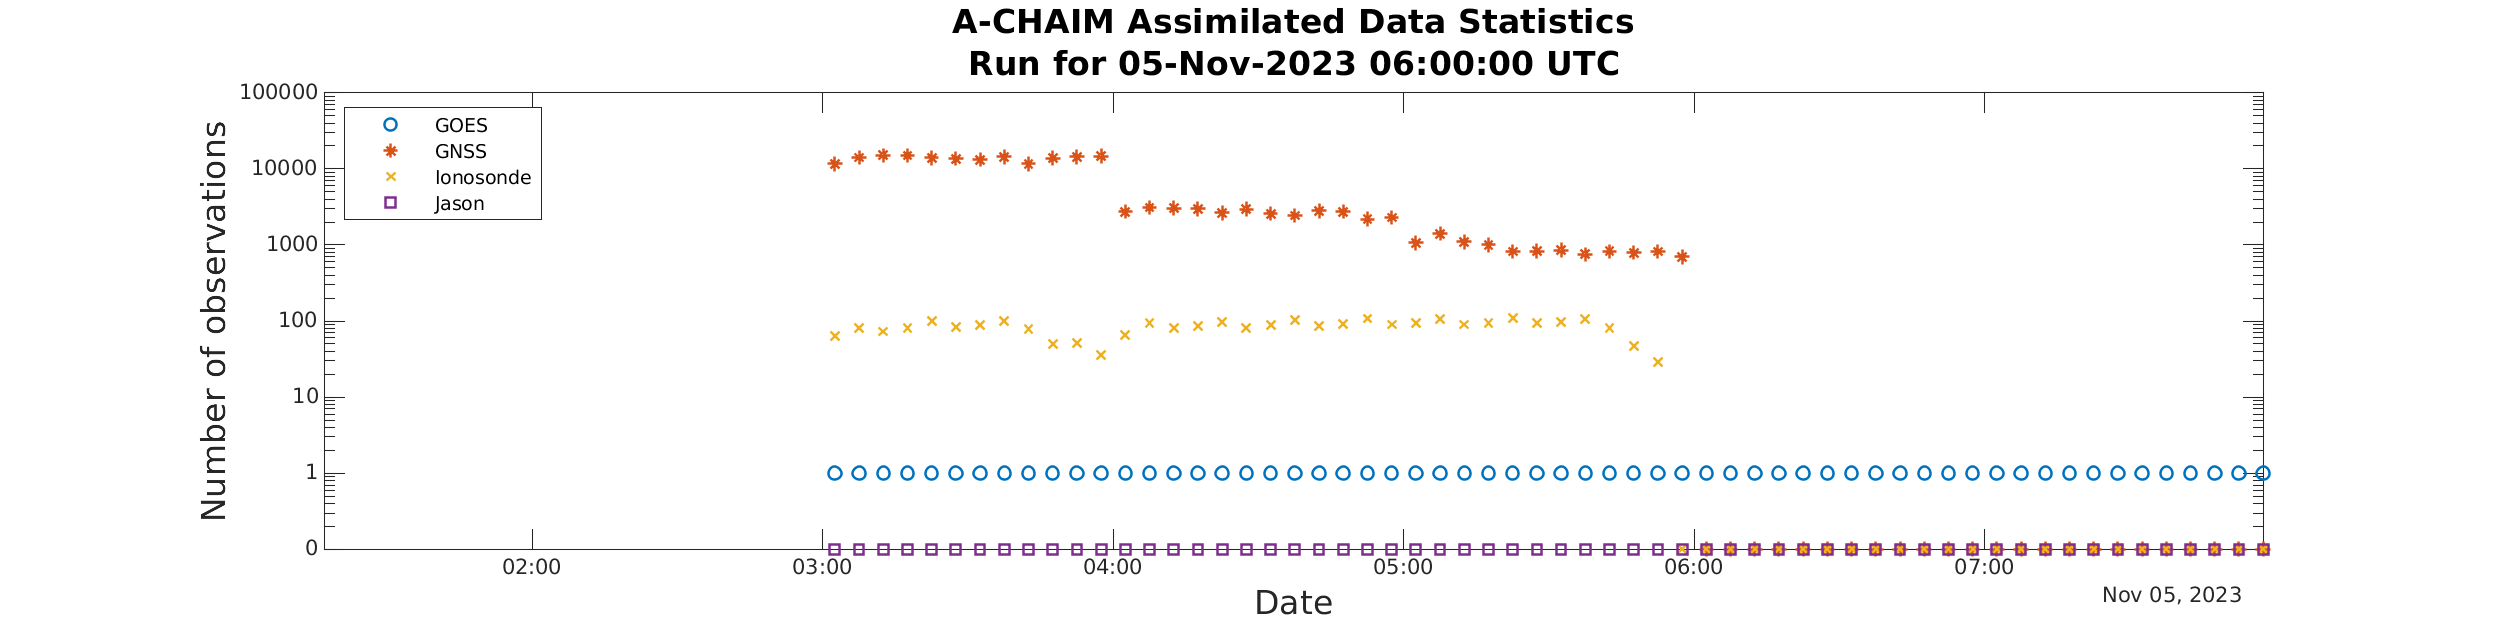 A-CHAIM Assimilated Data Statistics
Run for 05-Nov-2023 06:00:00 UTC
Number of observations
100000
10000
1000
100
10
1
0
GOES
GNSS
Ionosonde
Jason
02:00 03:00 04:00 05:00 06:00 07:00
Nov 05, 2023
Date